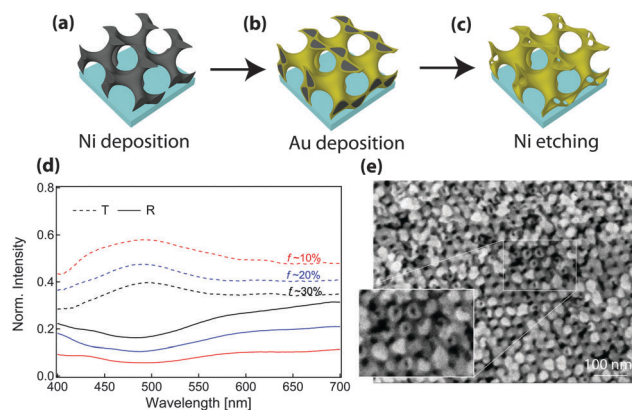 (a)
(b)
(c)
Ni deposition
Au deposition
Ni etching
(d)
(e)
0.8
0.6
0.4
0.2
0.0
Norm. Intensity
T
R
f~10%
f~20%
f~30%
400
450
500
550
600
650
700
Wavelength [nm]
100 nm